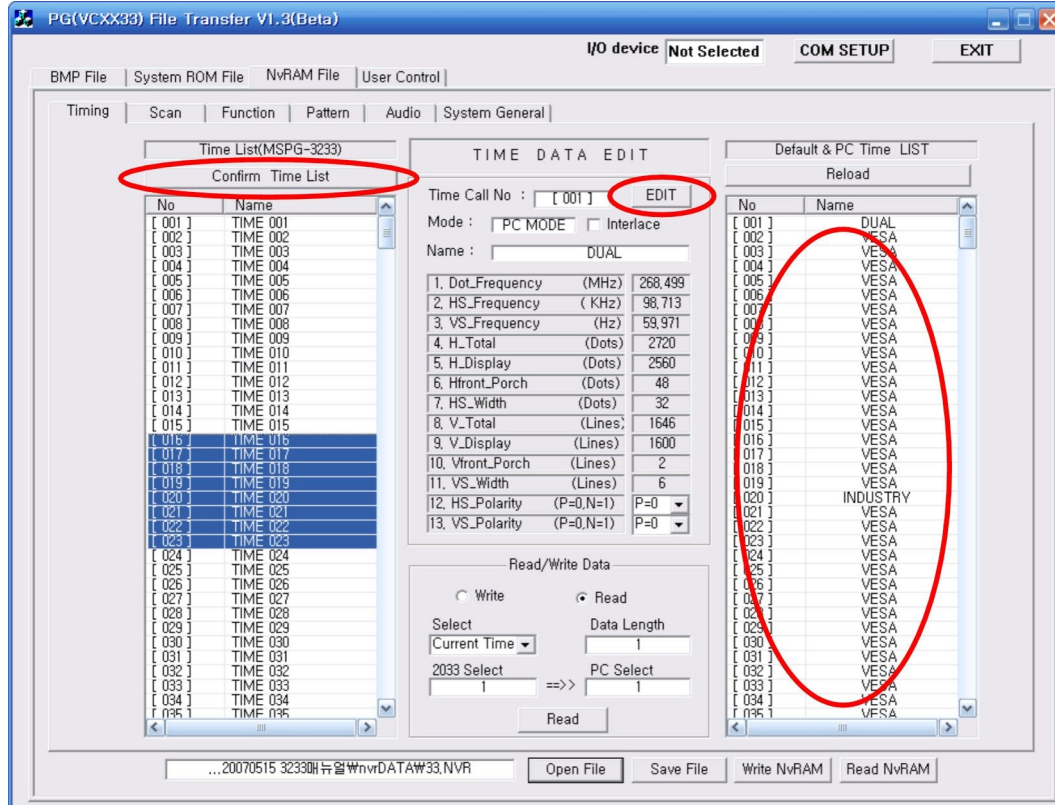 PG(VCXX33) File Transfer V1.3(Beta)
I/O device Not Selected COM SETUP EXIT
BMP File System ROM File NvRAM File User Control
Timing Scan Function Pattern Audio System General
Time List(MSPG-3233)
Confirm Time List
No Name
[ 001 ] TIME 001
[ 002 ] TIME 002
[ 003 ] TIME 003
[ 004 ] TIME 004
[ 005 ] TIME 005
[ 006 ] TIME 006
[ 007 ] TIME 007
[ 008 ] TIME 008
[ 009 ] TIME 009
[ 010 ] TIME 010
[ 011 ] TIME 011
[ 012 ] TIME 012
[ 013 ] TIME 013
[ 014 ] TIME 014
[ 015 ] TIME 015
[ 016 ] TIME 016
[ 017 ] TIME 017
[ 018 ] TIME 018
[ 019 ] TIME 019
[ 020 ] TIME 020
[ 021 ] TIME 021
[ 022 ] TIME 022
[ 023 ] TIME 023
[ 024 ] TIME 024
[ 025 ] TIME 025
[ 026 ] TIME 026
[ 027 ] TIME 027
[ 028 ] TIME 028
[ 029 ] TIME 029
[ 030 ] TIME 030
[ 031 ] TIME 031
[ 032 ] TIME 032
[ 033 ] TIME 033
[ 034 ] TIME 034
[ 035 ] TIME 035
TIME DATA EDIT
Time Call No : [ 001 ] EDIT
Mode : PC MODE Interlace
Name : DUAL
1, Dot_Frequency (MHz) 268,499
2, HS_Frequency ( KHz) 98,713
3, VS_Frequency (Hz) 59,971
4, H_Total (Dots) 2720
5, H_Display (Dots) 2560
6, Hfront_Porch (Dots) 48
7, HS_Width (Dots) 32
8, V_Total (Lines) 1646
9, V_Display (Lines) 1600
10, Vfront_Porch (Lines) 2
11, VS_Width (Lines) 6
12, HS_Polarity (P=0,N=1) P=0
13, VS_Polarity (P=0,N=1) P=0
Read/Write Data
Write Read
Select Data Length
Current Time 1
2033 Select PC Select
1 ==>> 1
Read
Default & PC Time LIST
Reload
No Name
[ 001 ] DUAL
[ 002 ] VESA
[ 003 ] VESA
[ 004 ] VESA
[ 005 ] VESA
[ 006 ] VESA
[ 007 ] VESA
[ 008 ] VESA
[ 009 ] VESA
[ 010 ] VESA
[ 011 ] VESA
[ 012 ] VESA
[ 013 ] VESA
[ 014 ] VESA
[ 015 ] VESA
[ 016 ] VESA
[ 017 ] VESA
[ 018 ] VESA
[ 019 ] VESA
[ 020 ] INDUSTRY
[ 021 ] VESA
[ 022 ] VESA
[ 023 ] VESA
[ 024 ] VESA
[ 025 ] VESA
[ 026 ] VESA
[ 027 ] VESA
[ 028 ] VESA
[ 029 ] VESA
[ 030 ] VESA
[ 031 ] VESA
[ 032 ] VESA
[ 033 ] VESA
[ 034 ] VESA
[ 035 ] VESA
...20070515 3233매뉴얼₩nvrDATA₩33,NVR Open File Save File Write NvRAM Read NvRAM